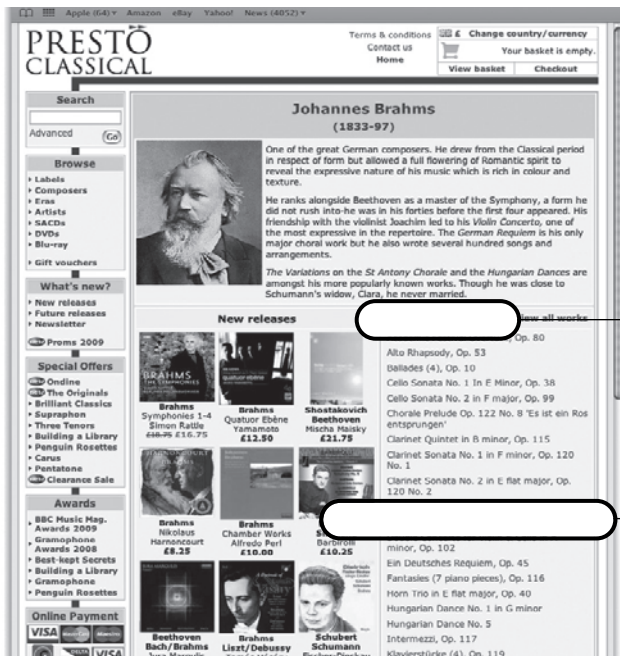 Apple (64) Amazon eBay Yahoo! News (4052)
PRESTO
CLASSICAL
Terms & conditions
Contact us
Home
£ Change country/currency
Your basket is empty.
View basket Checkout
Search
Advanced Go
Browse
Labels
Composers
Eras
Artists
SACDs
DVDs
Blu-ray
Gift vouchers
What's new?
New releases
Future releases
Newsletter
Proms 2009
Special Offers
Ondine
The Originals
Brilliant Classics
Supraphon
Three Tenors
Building a Library
Penguin Rosettes
Carus
Pentatone
Clearance Sale
Awards
BBC Music Mag.
Awards 2009
Gramophone
Awards 2008
Best-kept Secrets
Building a Library
Gramophone
Penguin Rosettes
Online Payment
VISA
DELTA VISA
Johannes Brahms
(1833-97)
One of the great German composers. He drew from the Classical period
in respect of form but allowed a full flowering of Romantic spirit to
reveal the expressive nature of his music which is rich in colour and
texture.
He ranks alongside Beethoven as a master of the Symphony, a form he
did not rush into-he was in his forties before the first four appeared. His
friendship with the violinist Joachim led to his Violin Concerto, one of
the most expressive in the repertoire. The German Requiem is his only
major choral work but he also wrote several hundred songs and
arrangements.
The Variations on the St Antony Chorale and the Hungarian Dances are
amongst his more popularly known works. Though he was close to
Schumann's widow, Clara, he never married.
New releases
BRAHMS
THE SYMPHONIES
Brahms
Symphonies 1-4
Simon Rattle
£18.75 £16.75
Brahms
Quatuor Ebène
Yamamoto
£12.50
Shostakovich
Beethoven
Mischa Maisky
£21.75
Brahms
Nikolaus
Harnoncourt
£8.25
Brahms
Chamber Works
Alfredo Perl
£10.00
Barbirolli
£10.25
Beethoven
Bach/Brahms
Brahms
Liszt/Debussy
Schubert
Schumann
all works
Op. 80
Alto Rhapsody, Op. 53
Ballades (4), Op. 10
Cello Sonata No. 1 In E Minor, Op. 38
Cello Sonata No. 2 in F major, Op. 99
Chorale Prelude Op. 122 No. 8 'Es ist ein Ros
entsprungen'
Clarinet Quintet in B minor, Op. 115
Clarinet Sonata No. 1 in F minor, Op. 120
No. 1
Clarinet Sonata No. 2 in E flat major, Op.
120 No. 2
minor, Op. 102
Ein Deutsches Requiem, Op. 45
Fantasies (7 piano pieces), Op. 116
Horn Trio in E flat major, Op. 40
Hungarian Dance No. 1 in G minor
Hungarian Dance No. 5
Intermezzi, Op. 117
Klavierstücke (4), Op. 119